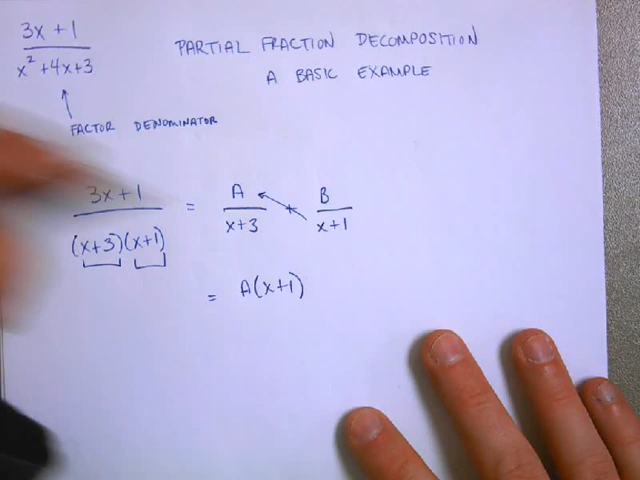 3x + 1
x² + 4x + 3
PARTIAL FRACTION DECOMPOSITION
A BASIC EXAMPLE
FACTOR DENOMINATOR
3x + 1 = A + B
(x+3)(x+1) x+3 x+1
= A(x+1)